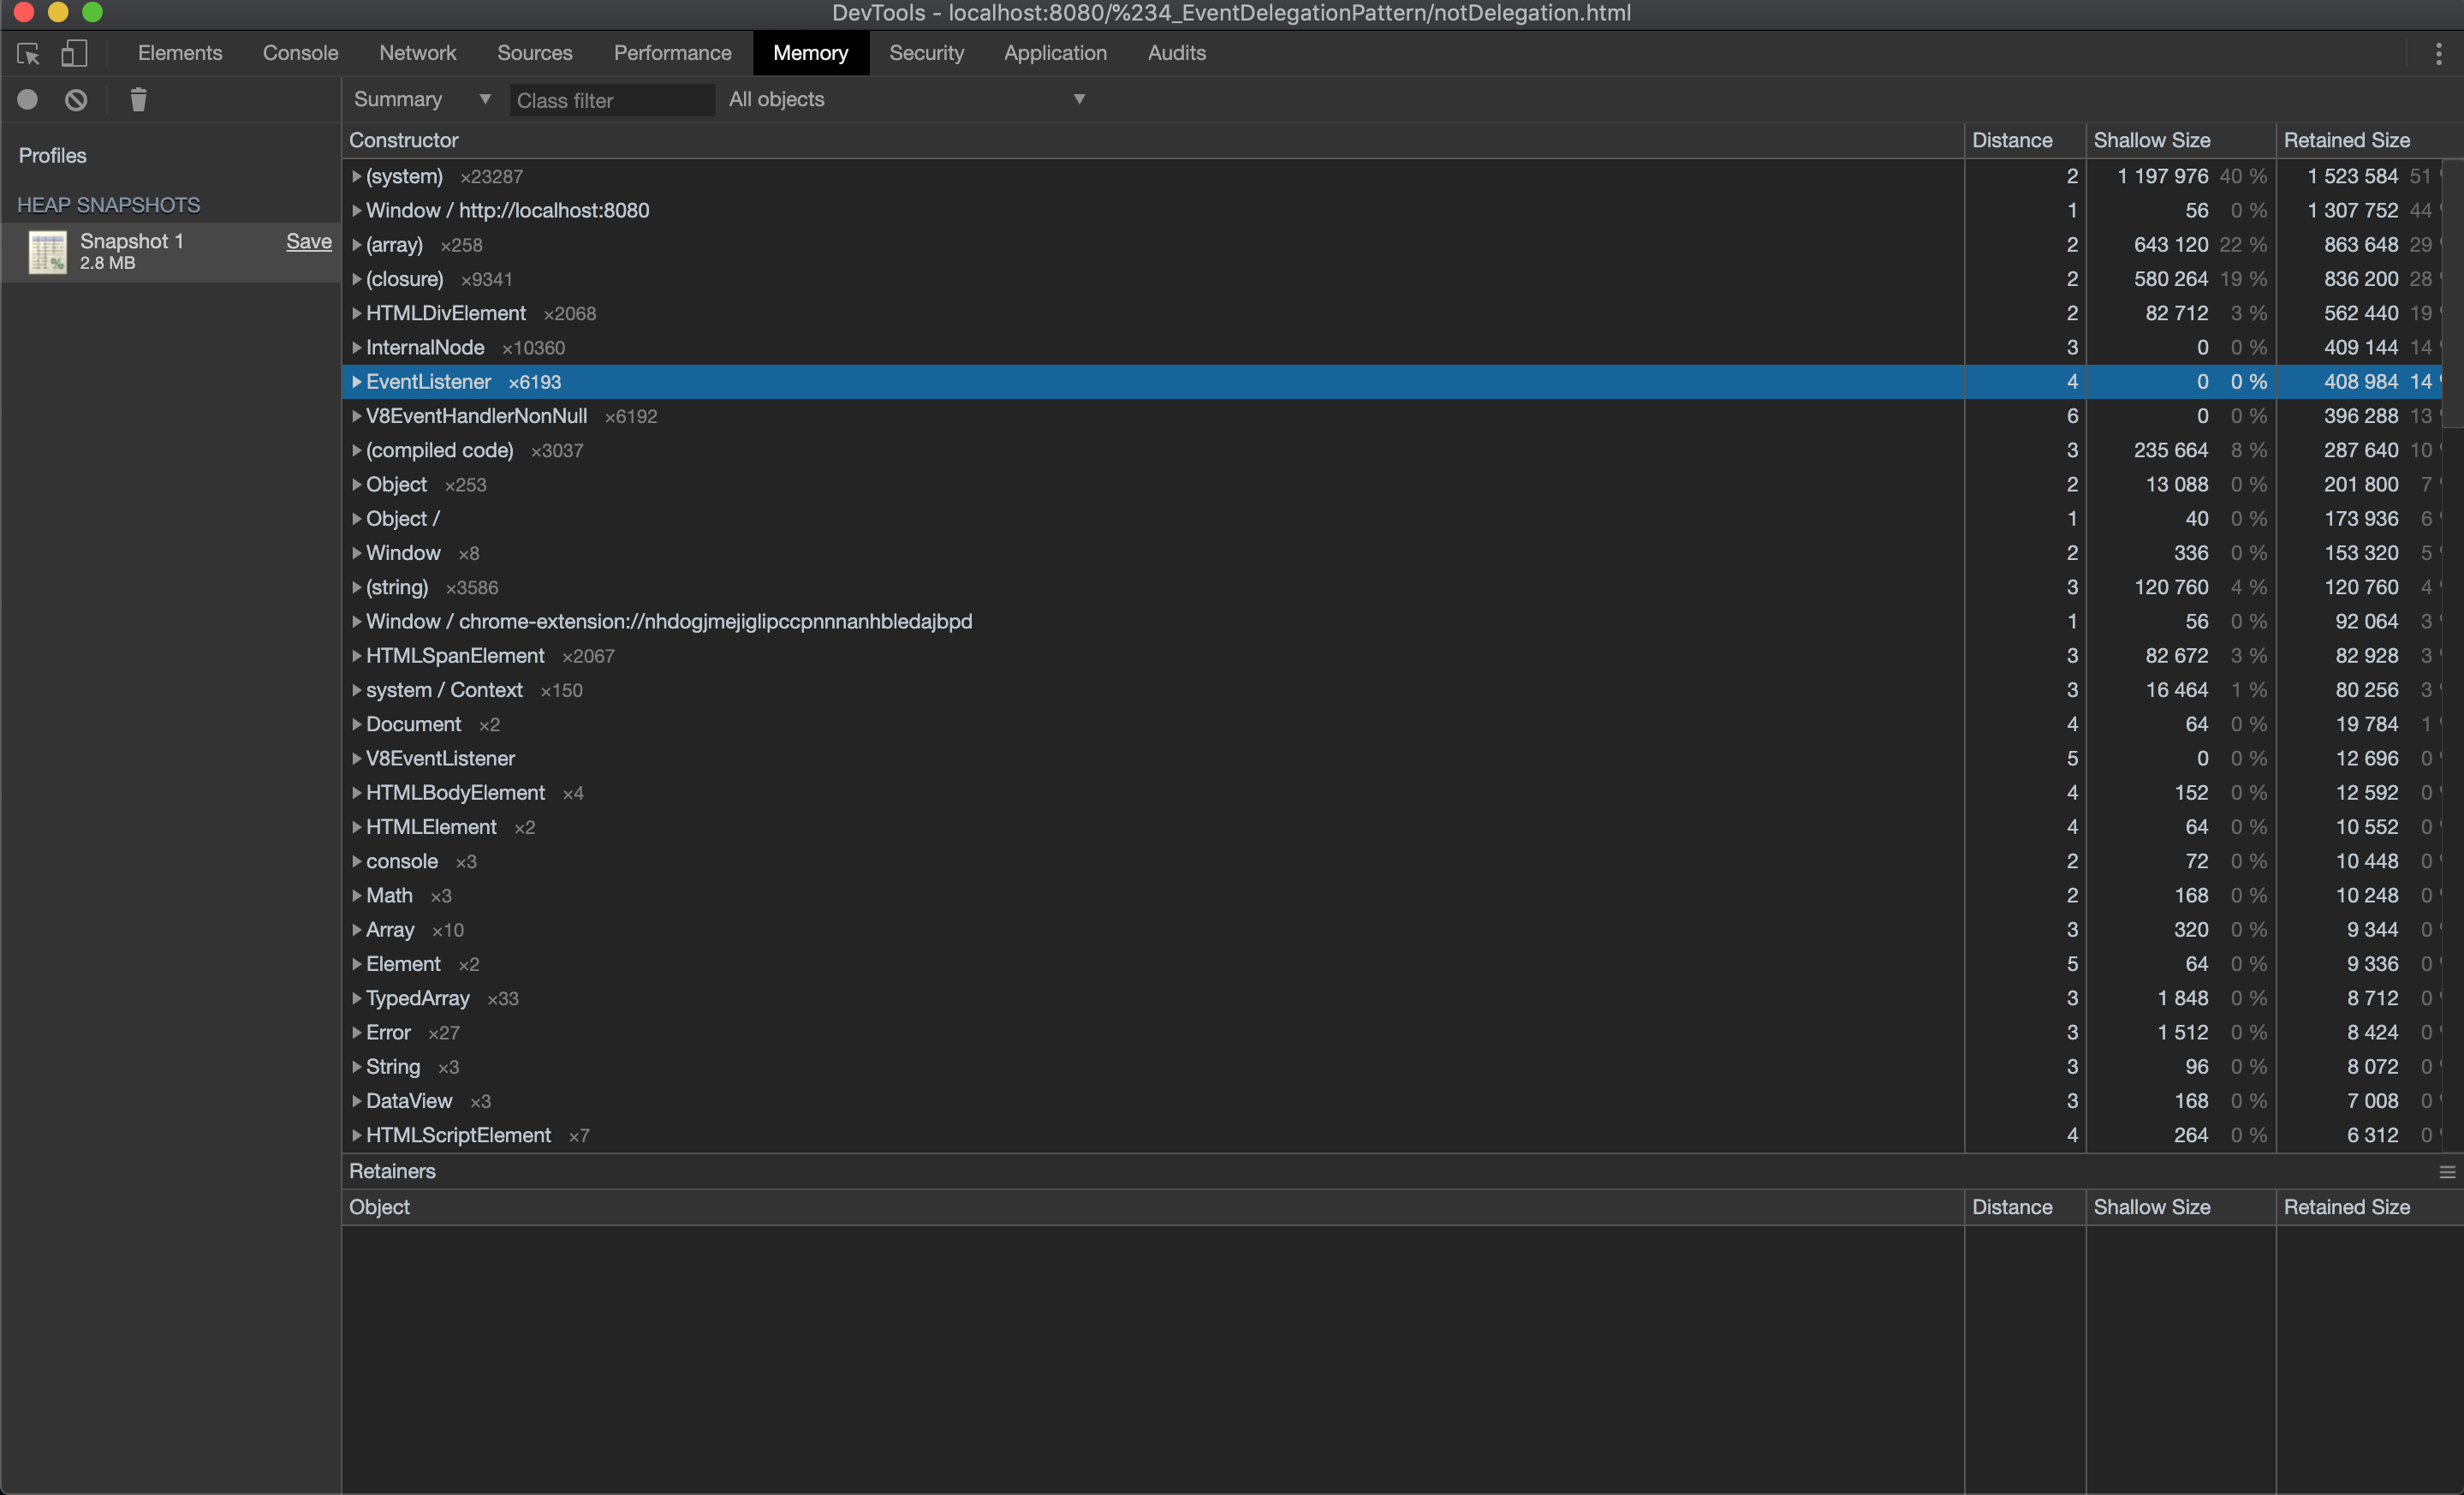 DevTools - localhost:8080/%234_EventDelegationPattern/notDelegation.html
Elements Console Network Sources Performance Memory Security Application Audits
Summary Class filter All objects
Profiles
HEAP SNAPSHOTS
Snapshot 1 Save
2.8 MB
Constructor Distance Shallow Size Retained Size
(system) ×23287 2 1 197 976 40 % 1 523 584 51
Window / http://localhost:8080 1 56 0 % 1 307 752 44
(array) ×258 2 643 120 22 % 863 648 29
(closure) ×9341 2 580 264 19 % 836 200 28
HTMLDivElement ×2068 2 82 712 3 % 562 440 19
InternalNode ×10360 3 0 0 % 409 144 14
EventListener ×6193 4 0 0 % 408 984 14
V8EventHandlerNonNull ×6192 6 0 0 % 396 288 13
(compiled code) ×3037 3 235 664 8 % 287 640 10
Object ×253 2 13 088 0 % 201 800 7
Object / 1 40 0 % 173 936 6
Window ×8 2 336 0 % 153 320 5
(string) ×3586 3 120 760 4 % 120 760 4
Window / chrome-extension://nhdogjmejiglipccpnnnanhbledajbpd 1 56 0 % 92 064 3
HTMLSpanElement ×2067 3 82 672 3 % 82 928 3
system / Context ×150 3 16 464 1 % 80 256 3
Document ×2 4 64 0 % 19 784 1
V8EventListener 5 0 0 % 12 696 0
HTMLBodyElement ×4 4 152 0 % 12 592 0
HTMLElement ×2 4 64 0 % 10 552 0
console ×3 2 72 0 % 10 448 0
Math ×3 2 168 0 % 10 248 0
Array ×10 3 320 0 % 9 344 0
Element ×2 5 64 0 % 9 336 0
TypedArray ×33 3 1 848 0 % 8 712 0
Error ×27 3 1 512 0 % 8 424 0
String ×3 3 96 0 % 8 072 0
DataView ×3 3 168 0 % 7 008 0
HTMLScriptElement ×7 4 264 0 % 6 312 0
Retainers
Object Distance Shallow Size Retained Size